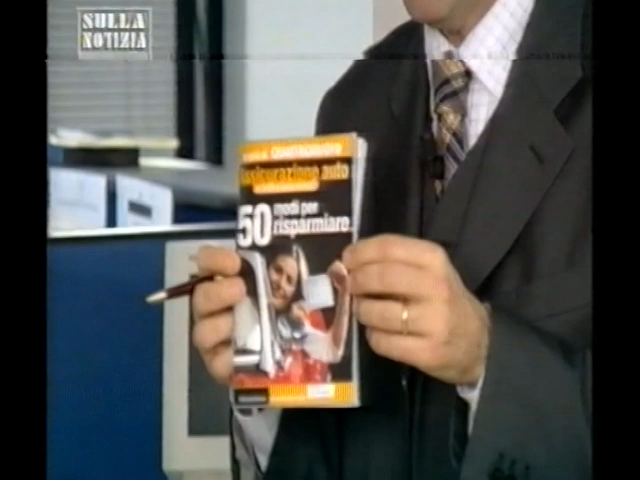 SULLA
NOTIZIA
assicurazione auto
50 modi per
risparmiare